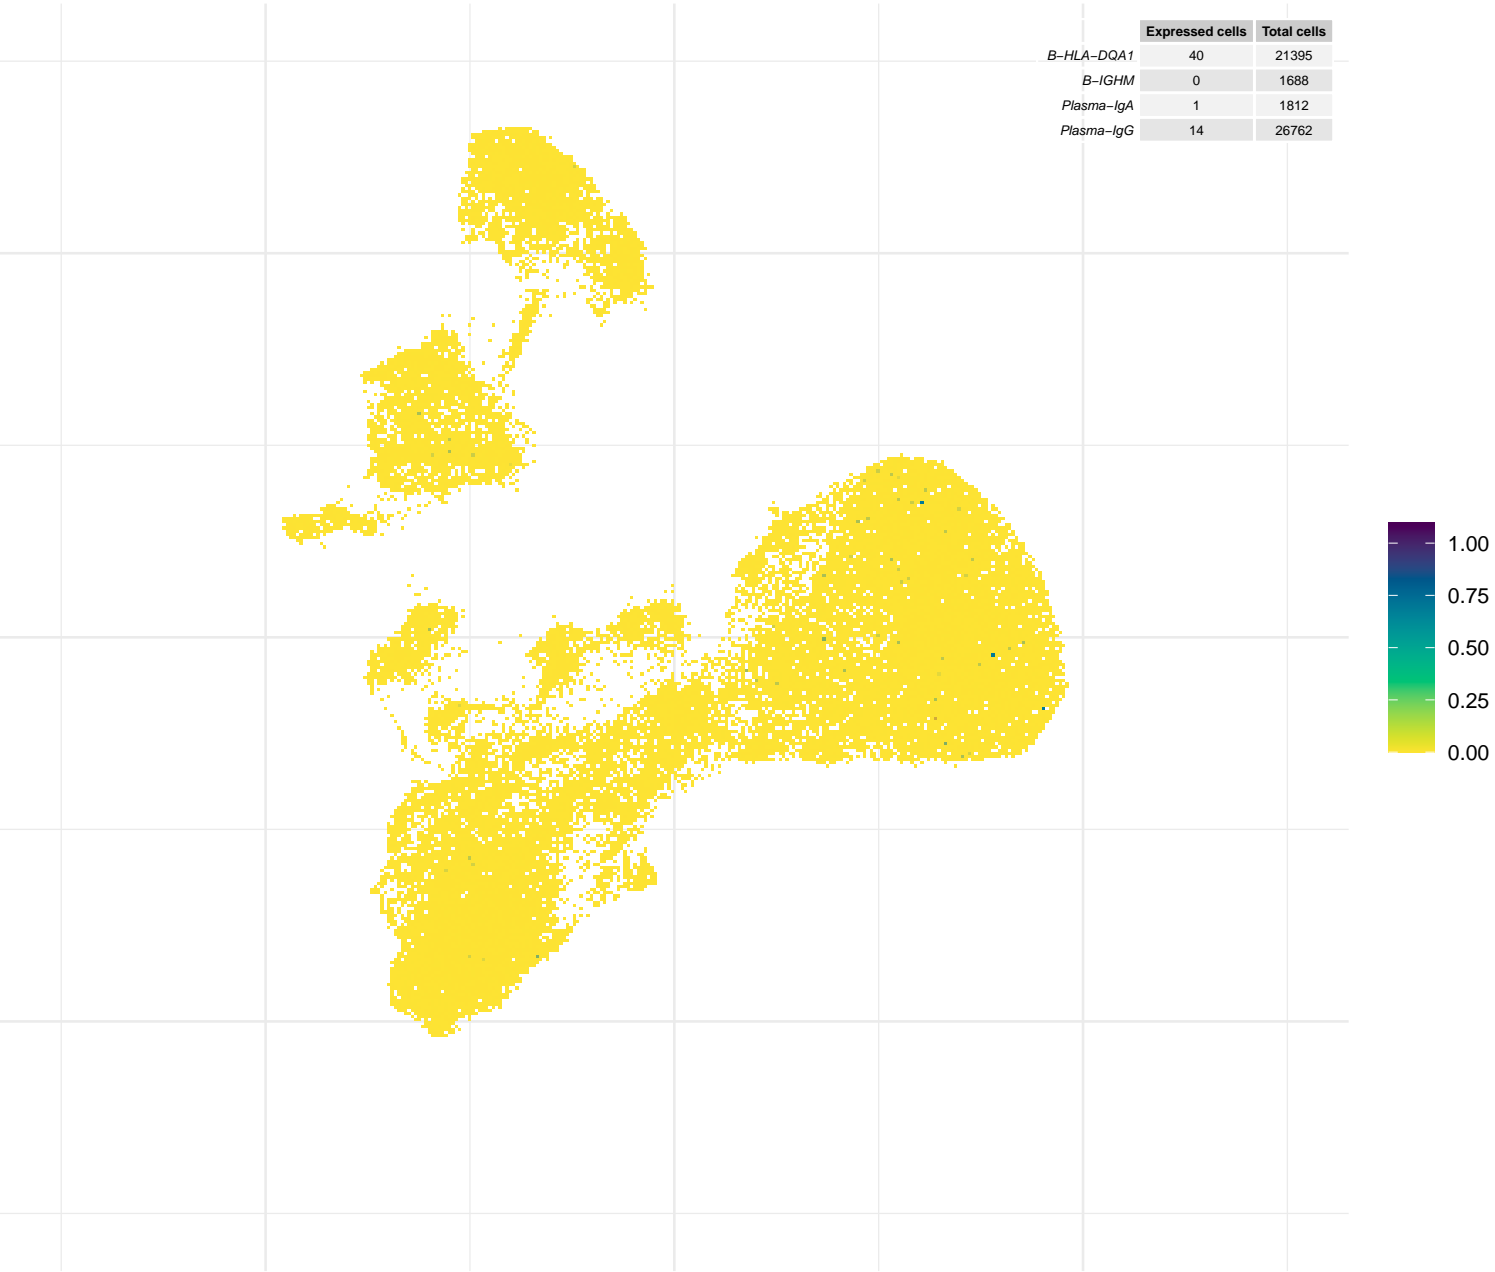 Expressed cells Total cells
B−HLA−DQA1 40 21395
B−IGHM 0 1688
Plasma−IgA 1 1812
Plasma−IgG 14 26762
1.00
0.75
0.50
0.25
0.00